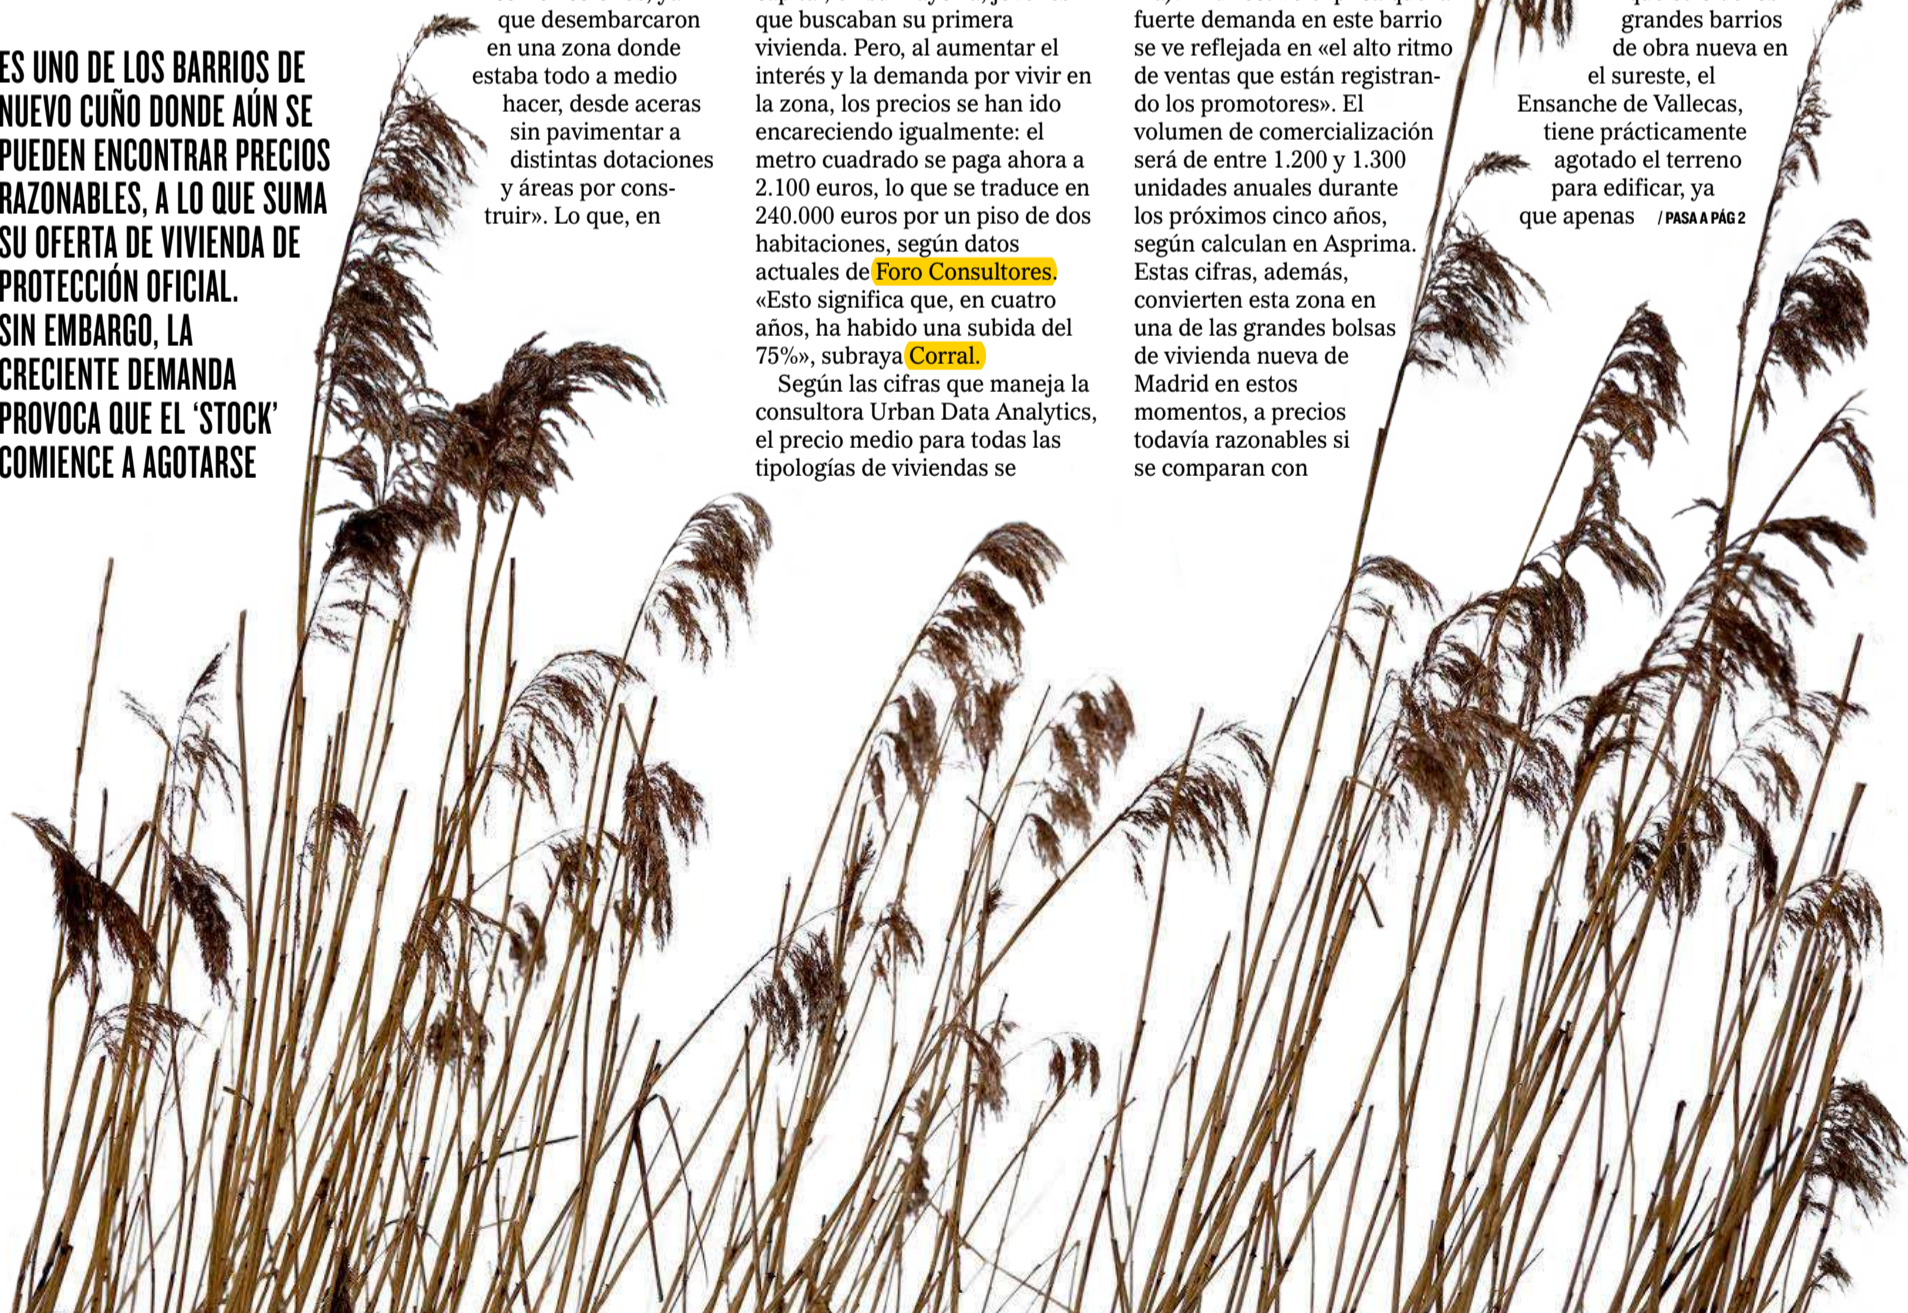 ES UNO DE LOS BARRIOS DE
NUEVO CUÑO DONDE AÚN SE
PUEDEN ENCONTRAR PRECIOS
RAZONABLES, A LO QUE SUMA
SU OFERTA DE VIVIENDA DE
PROTECCIÓN OFICIAL.
SIN EMBARGO, LA
CRECIENTE DEMANDA
PROVOCA QUE EL ‘STOCK’
COMIENCE A AGOTARSE
que desembarcaron
en una zona donde
estaba todo a medio
hacer, desde aceras
sin pavimentar a
distintas dotaciones
y áreas por cons-
truir». Lo que, en
que buscaban su primera
vivienda. Pero, al aumentar el
interés y la demanda por vivir en
la zona, los precios se han ido
encareciendo igualmente: el
metro cuadrado se paga ahora a
2.100 euros, lo que se traduce en
240.000 euros por un piso de dos
habitaciones, según datos
actuales de Foro Consultores.
«Esto significa que, en cuatro
años, ha habido una subida del
75%», subraya Corral.
Según las cifras que maneja la
consultora Urban Data Analytics,
el precio medio para todas las
tipologías de viviendas se
fuerte demanda en este barrio
se ve reflejada en «el alto ritmo
de ventas que están registran-
do los promotores». El
volumen de comercialización
será de entre 1.200 y 1.300
unidades anuales durante
los próximos cinco años,
según calculan en Asprima.
Estas cifras, además,
convierten esta zona en
una de las grandes bolsas
de vivienda nueva de
Madrid en estos
momentos, a precios
todavía razonables si
se comparan con
grandes barrios
de obra nueva en
el sureste, el
Ensanche de Vallecas,
tiene prácticamente
agotado el terreno
para edificar, ya
que apenas / PASA A PÁG 2